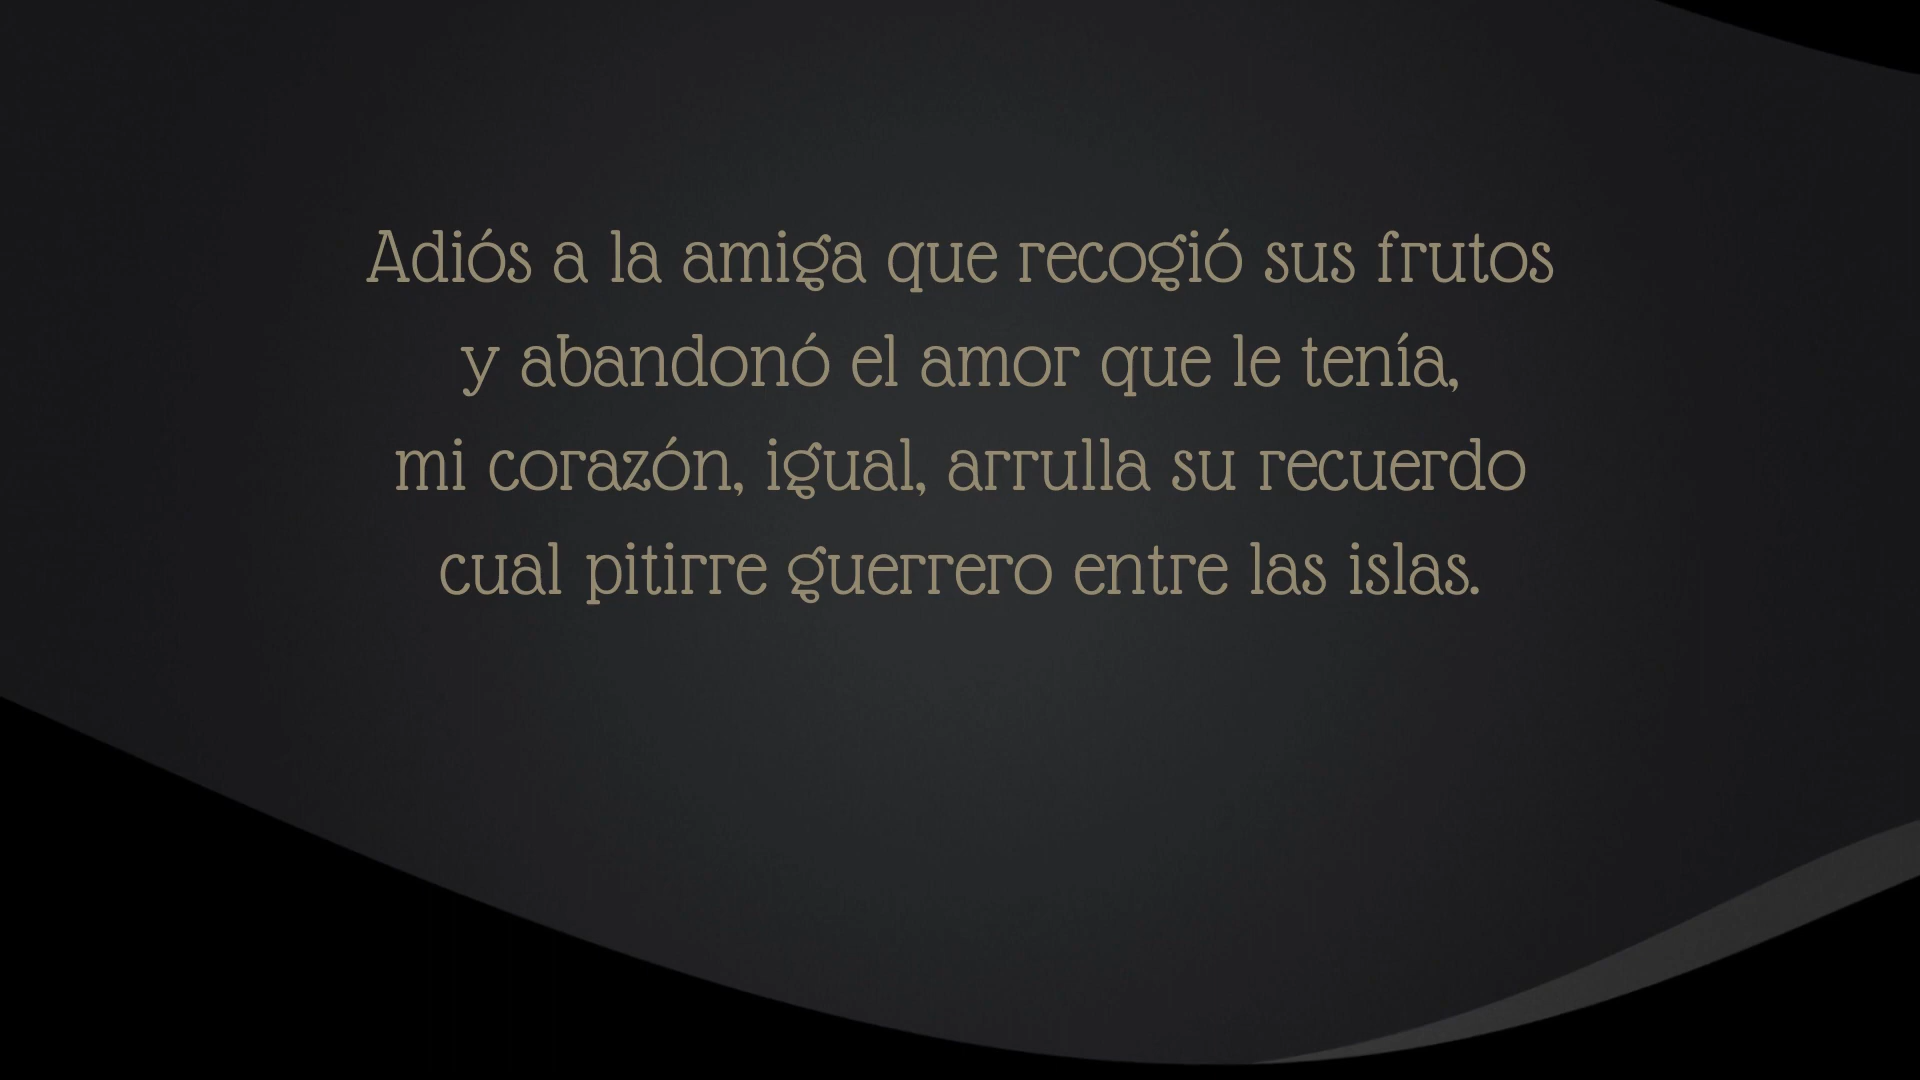 Adiós a la amiga que recogió sus frutos
y abandonó el amor que le tenía,
mi corazón, igual, arrulla su recuerdo
cual pitirre guerrero entre las islas.